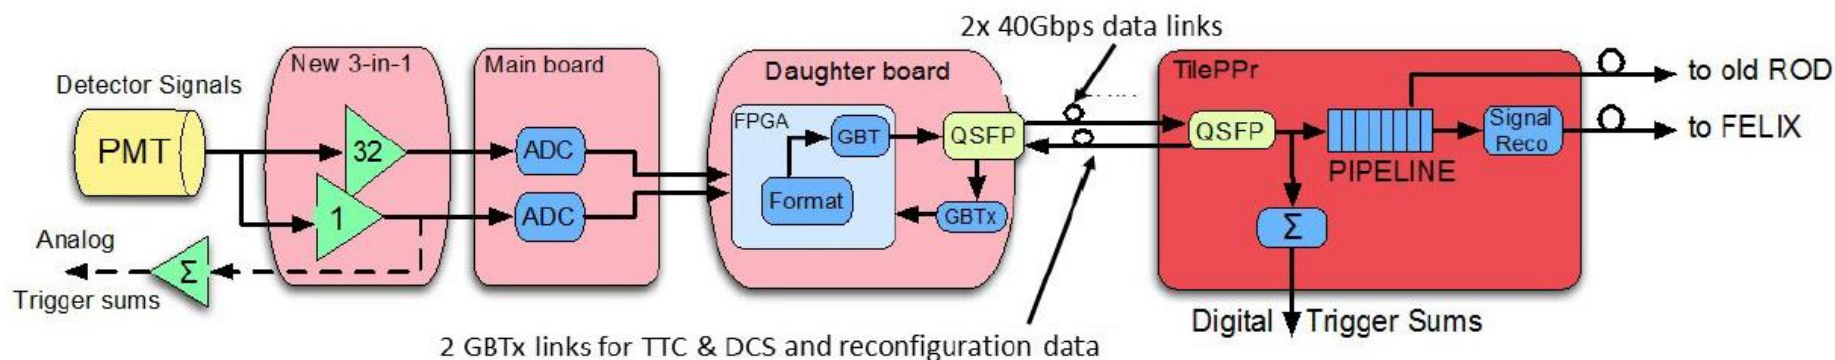 2x 40Gbps data links
Detector Signals
PMT
New 3-in-1
32
1
Analog
Σ
Trigger sums
Main board
ADC
ADC
Daughter board
FPGA
GBT
Format
QSFP
GBTx
2 GBTx links for TTC & DCS and reconfiguration data
TilePPr
QSFP
PIPELINE
Signal
Reco
Σ
Digital Trigger Sums
to old ROD
to FELIX